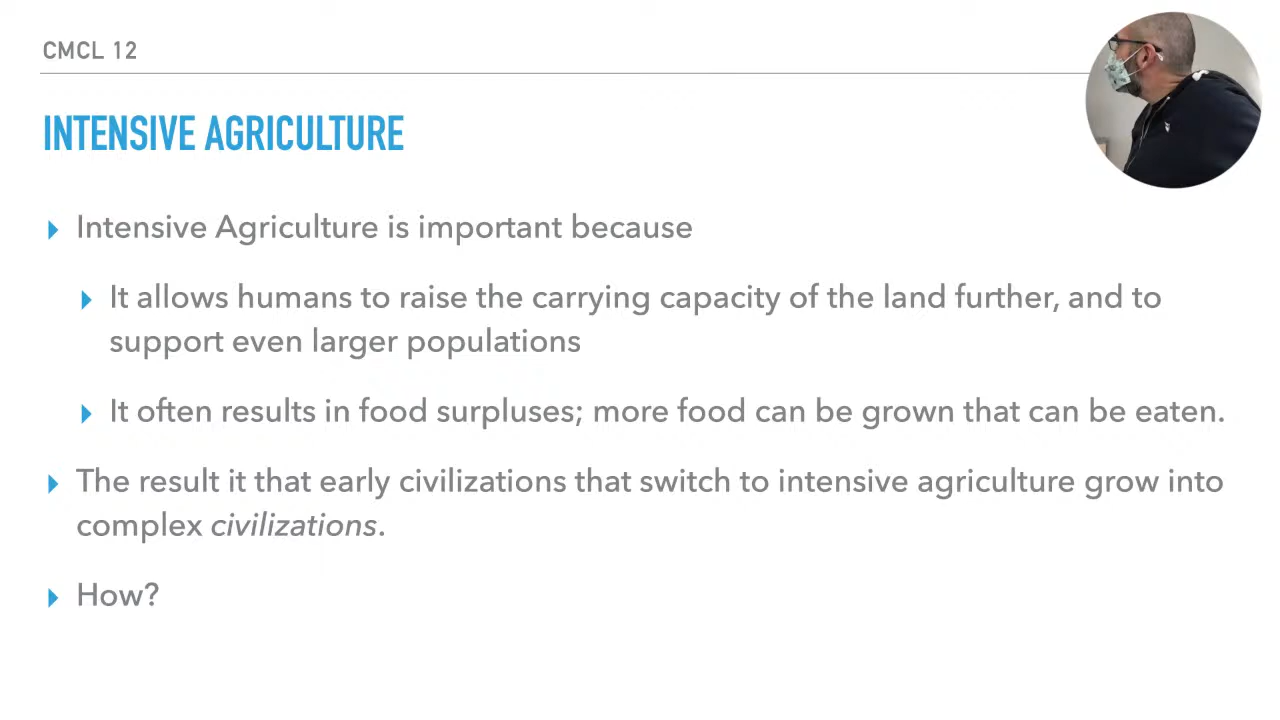 CMCL 12
INTENSIVE AGRICULTURE
Intensive Agriculture is important because
It allows humans to raise the carrying capacity of the land further, and to
support even larger populations
It often results in food surpluses; more food can be grown that can be eaten.
The result it that early civilizations that switch to intensive agriculture grow into
complex civilizations.
How?